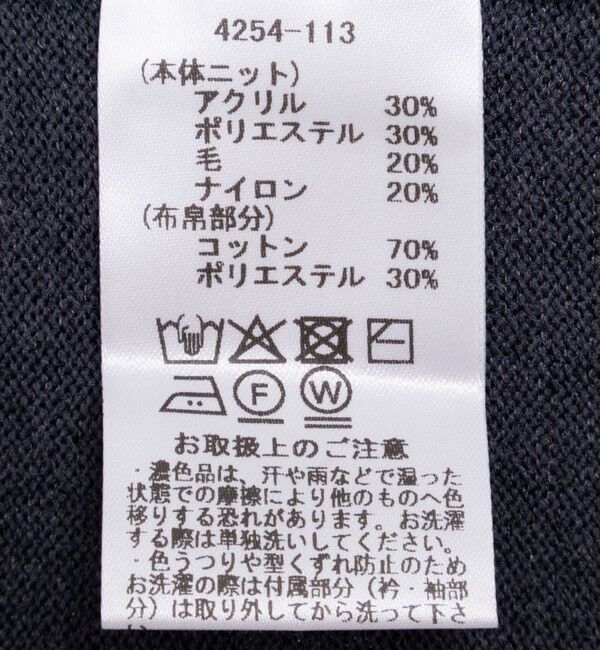 4254-113
(本体ニット)
アクリル 30%
ポリエステル 30%
毛 20%
ナイロン 20%
(布帛部分)
コットン 70%
ポリエステル 30%
F W
お取扱上のご注意
・濃色品は、汗や雨などで湿った
状態での摩擦により他のものへ色
移りする恐れがあります。お洗濯
する際は単独洗いしてください。
・色うつりや型くずれ防止のため
お洗濯の際は付属部分(衿・袖部
分)は取り外してから洗って下さ
い。